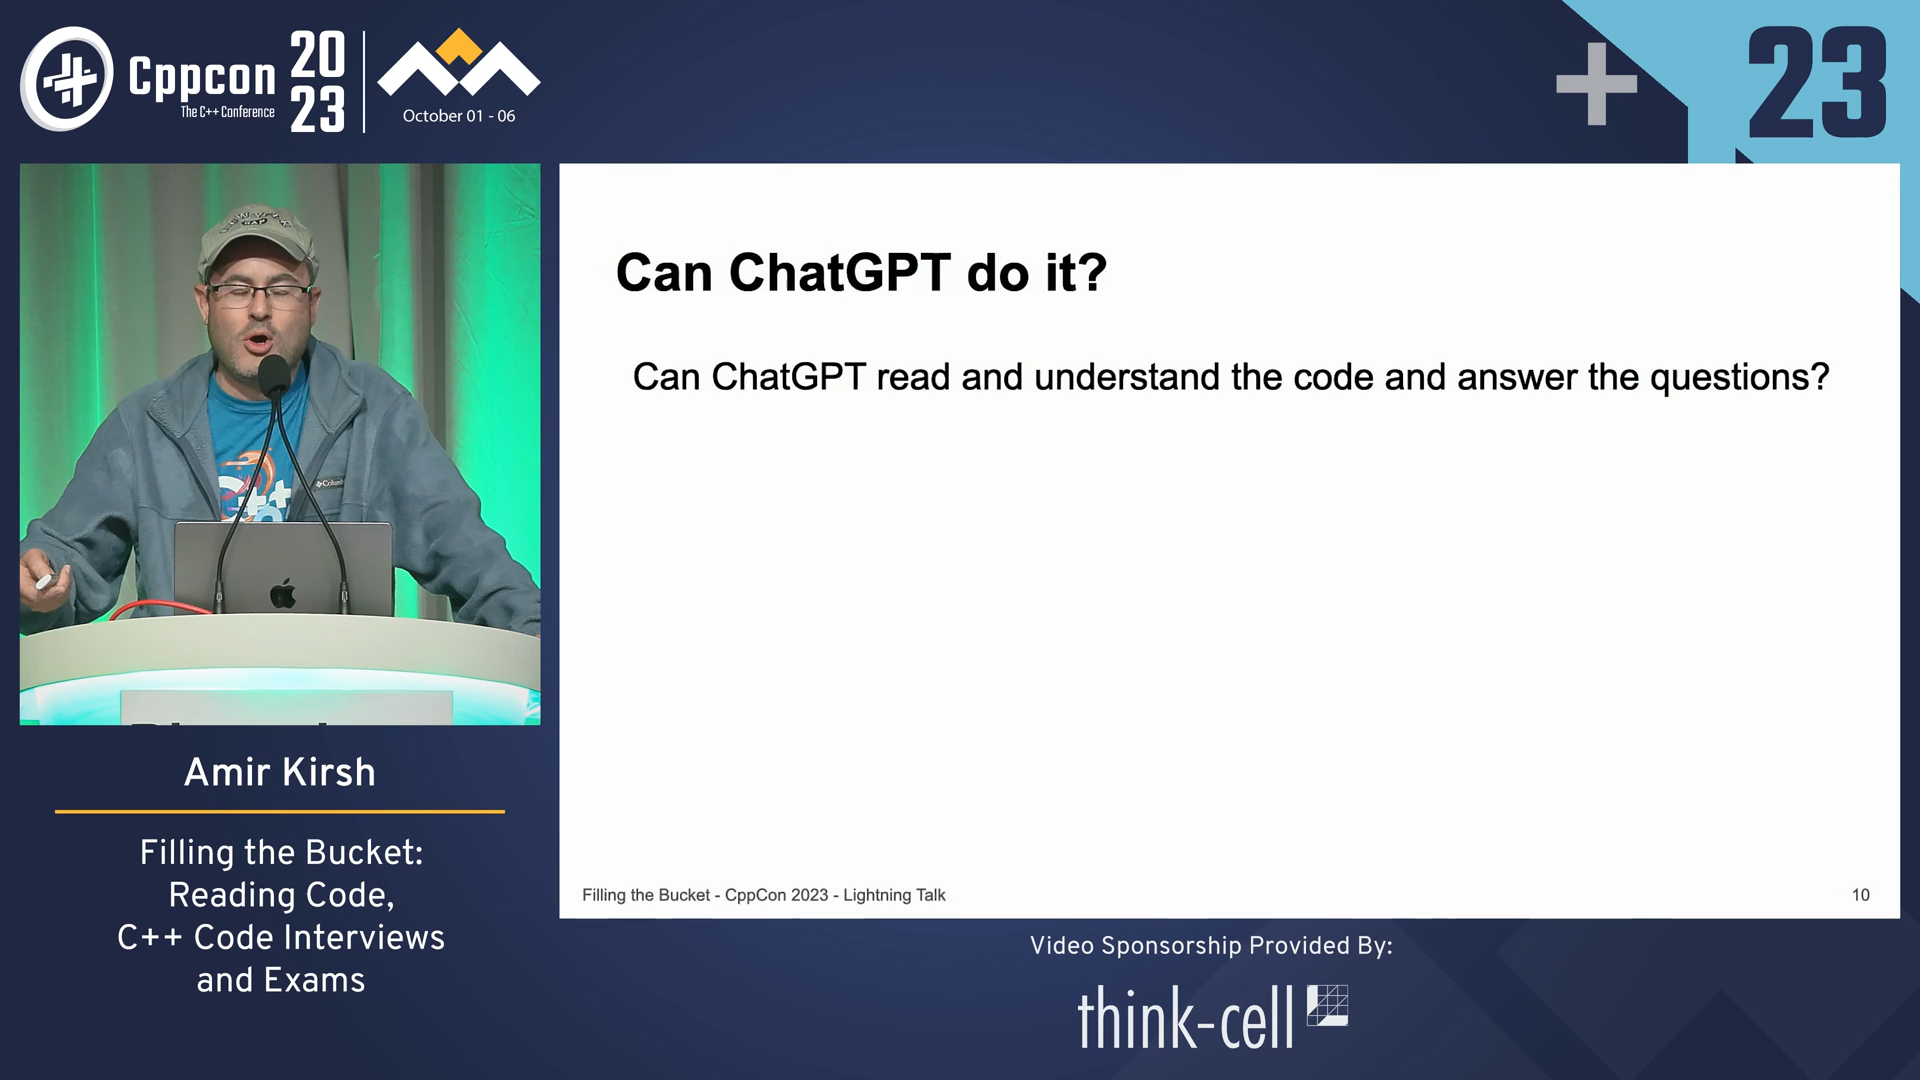 Cppcon
The C++ Conference
20
23
October 01 - 06
23
Can ChatGPT do it?
Can ChatGPT read and understand the code and answer the questions?
Filling the Bucket - CppCon 2023 - Lightning Talk
10
Columbia
C++
Amir Kirsh
Filling the Bucket:
Reading Code,
C++ Code Interviews
and Exams
Video Sponsorship Provided By:
think-cell